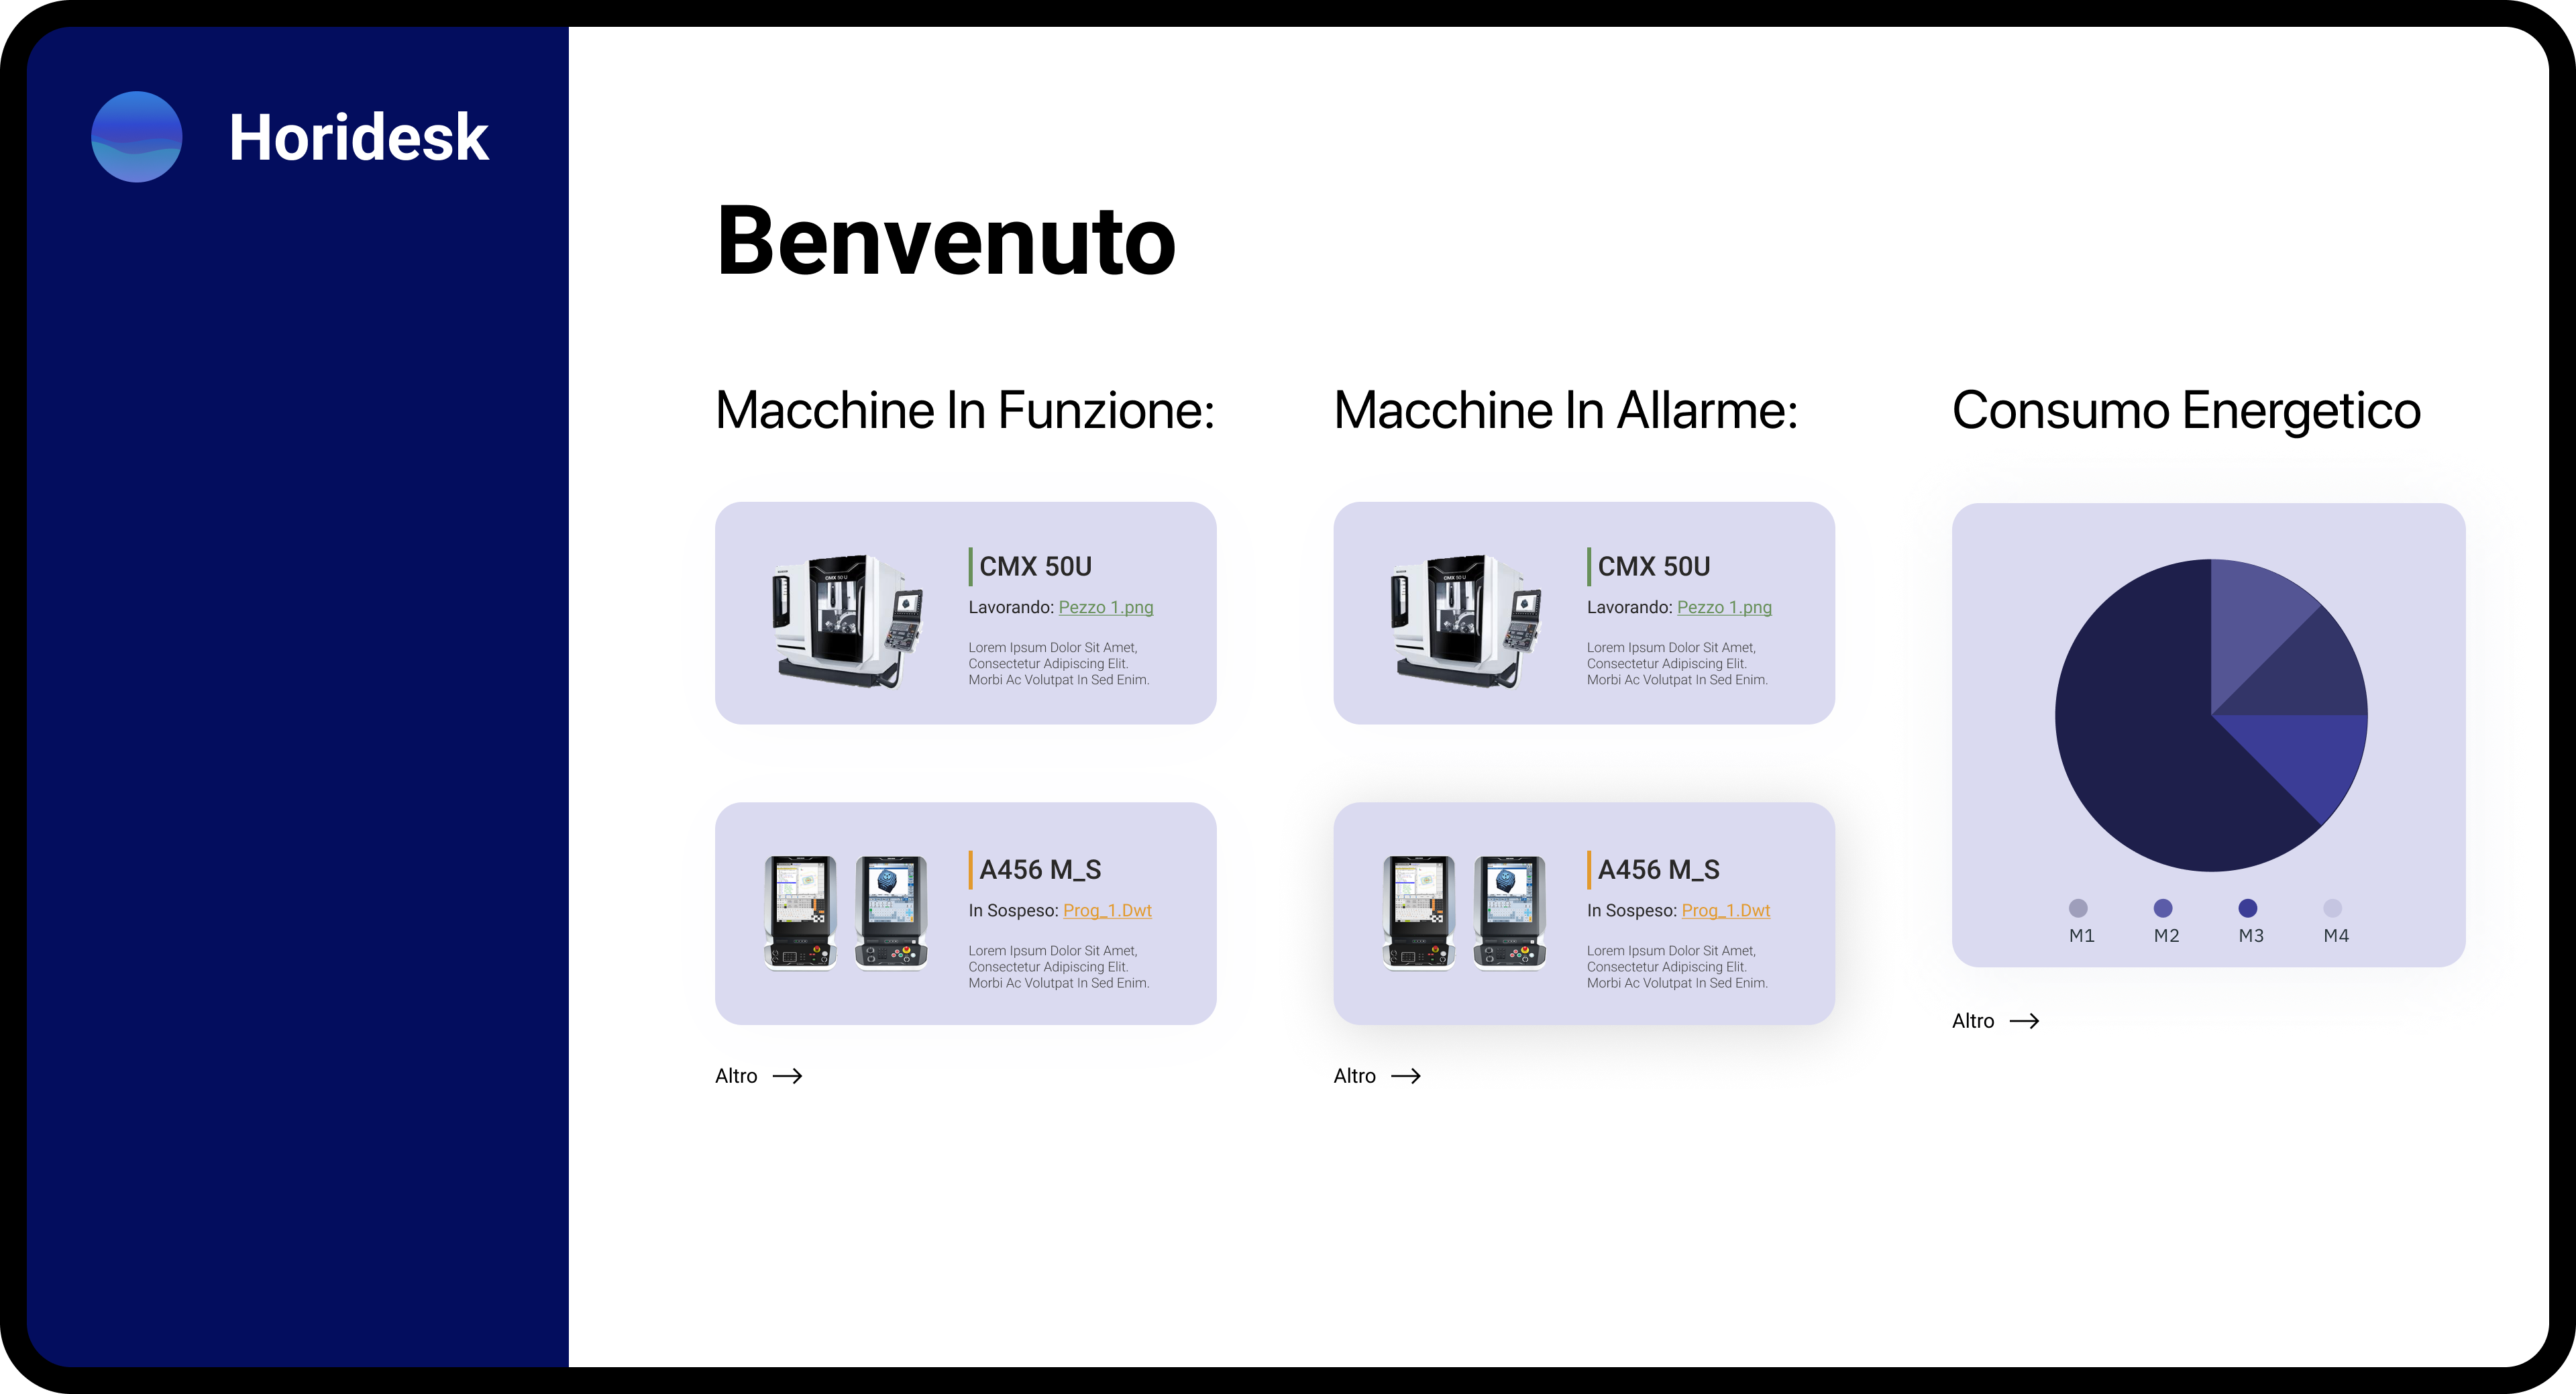 Horidesk
Benvenuto
Macchine In Funzione:
CMX 50 U
CMX 50U
Lavorando: Pezzo 1.png
Lorem Ipsum Dolor Sit Amet,
Consectetur Adipiscing Elit.
Morbi Ac Volutpat In Sed Enim.
A456 M_S
In Sospeso: Prog_1.Dwt
Lorem Ipsum Dolor Sit Amet,
Consectetur Adipiscing Elit.
Morbi Ac Volutpat In Sed Enim.
Altro
Macchine In Allarme:
CMX 50 U
CMX 50U
Lavorando: Pezzo 1.png
Lorem Ipsum Dolor Sit Amet,
Consectetur Adipiscing Elit.
Morbi Ac Volutpat In Sed Enim.
A456 M_S
In Sospeso: Prog_1.Dwt
Lorem Ipsum Dolor Sit Amet,
Consectetur Adipiscing Elit.
Morbi Ac Volutpat In Sed Enim.
Altro
Consumo Energetico
M1 M2 M3 M4
Altro